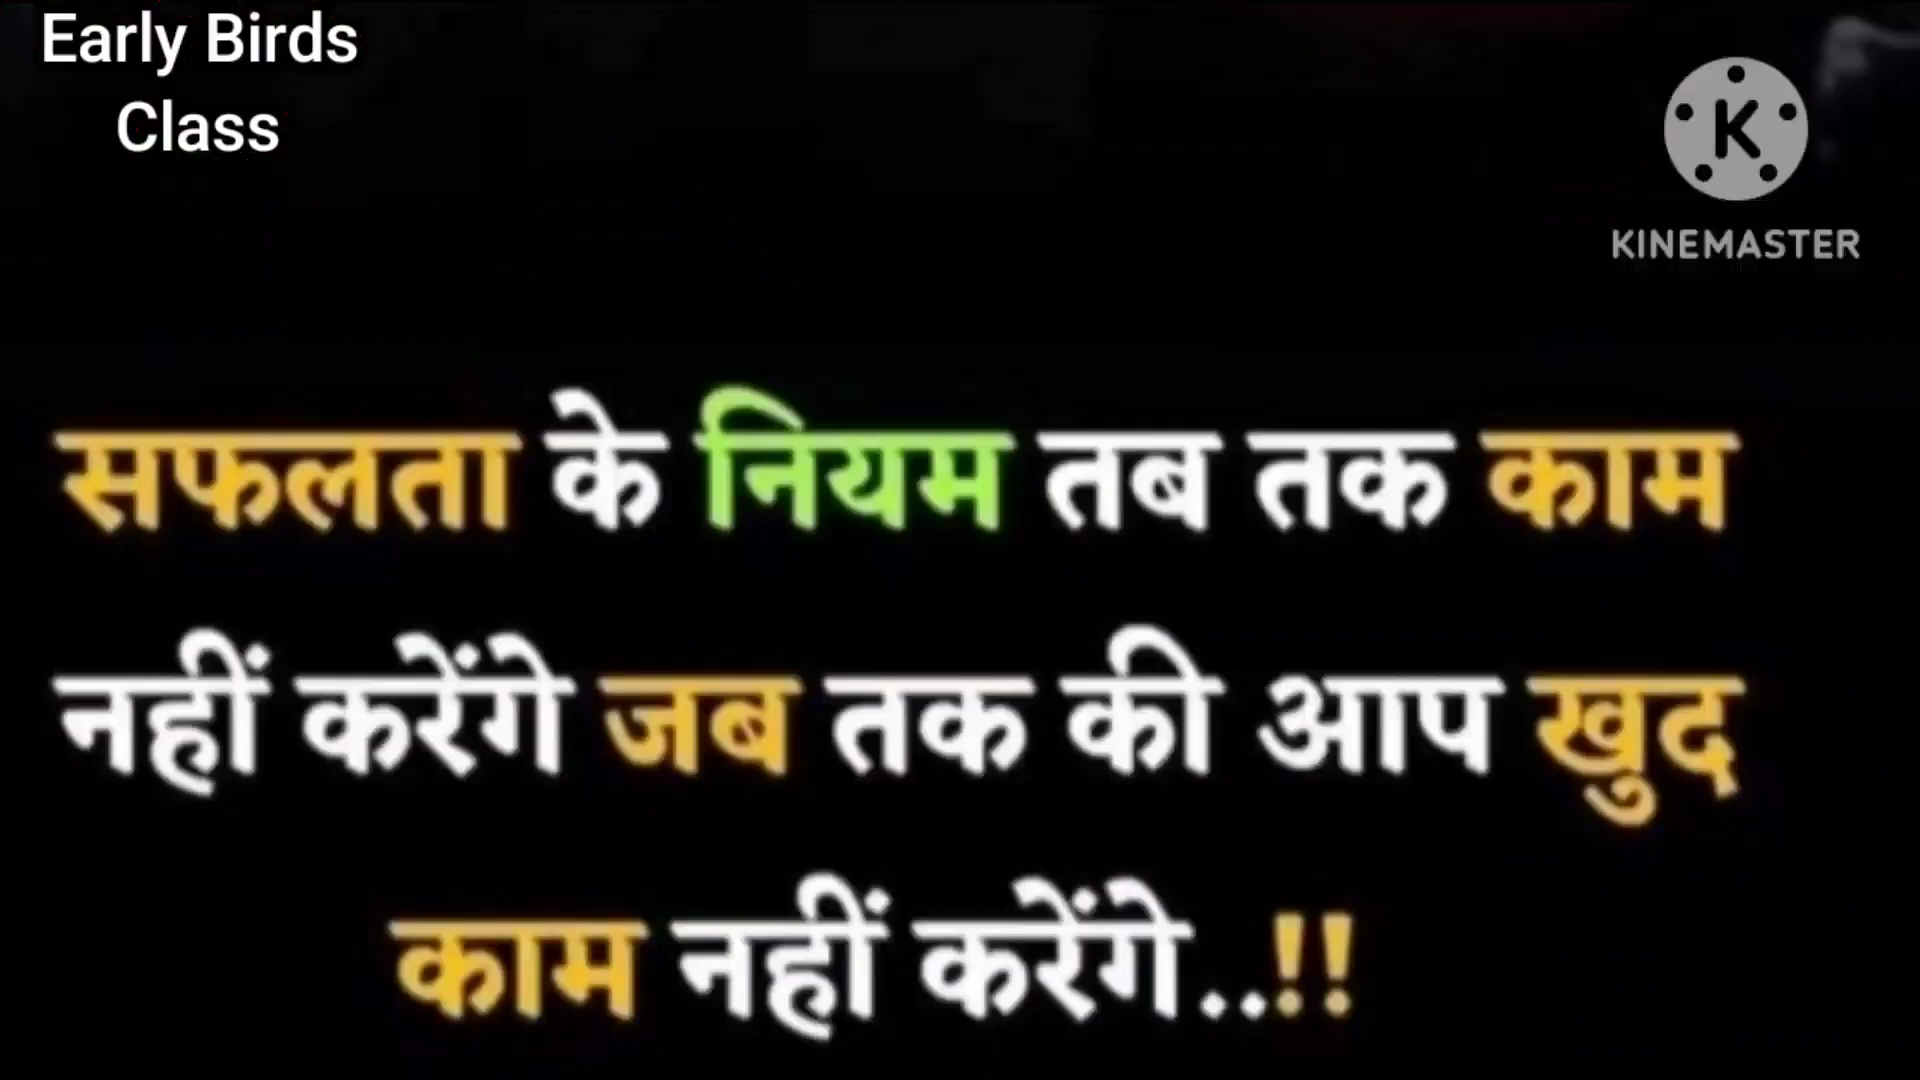 Early Birds
Class
KINEMASTER
सफलता के नियम तब तक काम
नहीं करेंगे जब तक की आप खुद
काम नहीं करेंगे..!!